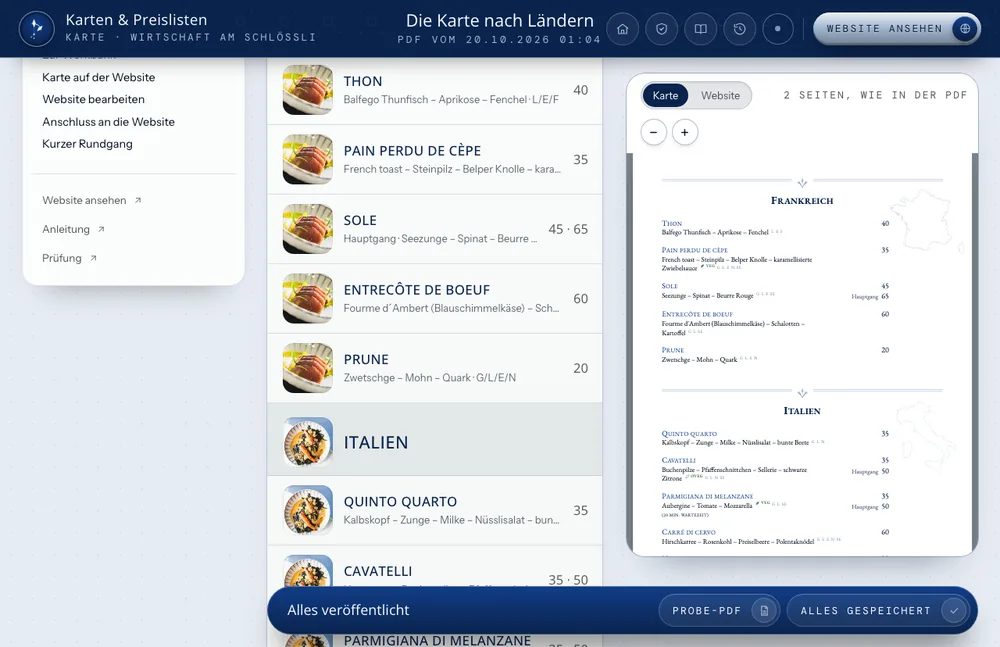 Karten & Preislisten
KARTE · WIRTSCHAFT AM SCHLÖSSLI
Die Karte nach Ländern
PDF VOM 20.10.2026 01:04
WEBSITE ANSEHEN
Karte auf der Website
Website bearbeiten
Anschluss an die Website
Kurzer Rundgang
Website ansehen ↗
Anleitung ↗
Prüfung ↗
THON
Balfego Thunfisch – Aprikose – Fenchel · L/E/F
40
PAIN PERDU DE CÈPE
French toast – Steinpilz – Belper Knolle – kara...
35
SOLE
Hauptgang · Seezunge – Spinat – Beurre ...
45 · 65
ENTRECÔTE DE BOEUF
Fourme d´Ambert (Blauschimmelkäse) – Sch...
60
PRUNE
Zwetschge – Mohn – Quark · G/L/E/N
20
ITALIEN
QUINTO QUARTO
Kalbskopf – Zunge – Milke – Nüsslisalat – bun...
35
CAVATELLI
35 · 50
PARMIGIANA DI MELANZANE
Karte
Website
2 SEITEN, WIE IN DER PDF
− +
FRANKREICH
THON 40
Balfego Thunfisch – Aprikose – Fenchel
PAIN PERDU DE CÈPE 35
French toast – Steinpilz – Belper Knolle – karamellisierte
Zwiebelsauce
SOLE 45
Seezunge – Spinat – Beurre Rouge
Hauptgang 65
ENTRECÔTE DE BOEUF 60
Fourme d'Ambert (Blauschimmelkäse) – Schalotten –
Kartoffel
PRUNE 20
Zwetschge – Mohn – Quark
ITALIEN
QUINTO QUARTO 35
Kalbskopf – Zunge – Milke – Nüsslisalat – bunte Beete
CAVATELLI 35
Buchenpilze – Pfaffenschnittchen – Sellerie – schwarze
Hauptgang 50
Zitrone
PARMIGIANA DI MELANZANE 35
Aubergine – Tomate – Mozzarella
Hauptgang 50
(20 MIN. WARTEZEIT)
CARRÉ DI CERVO 60
Hirschkarree – Rosenkohl – Preiselbeere – Polentaknödel
Alles veröffentlicht
PROBE-PDF
ALLES GESPEICHERT